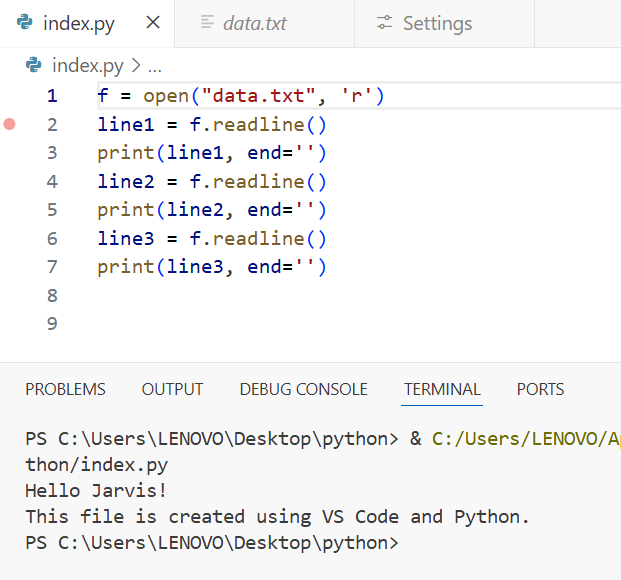 index.py
data.txt
Settings
index.py > ...
1 f = open("data.txt", 'r')
2 line1 = f.readline()
3 print(line1, end='')
4 line2 = f.readline()
5 print(line2, end='')
6 line3 = f.readline()
7 print(line3, end='')
8
9
PROBLEMS OUTPUT DEBUG CONSOLE TERMINAL PORTS
PS C:\Users\LENOVO\Desktop\python> & C:/Users/LENOVO/Ap
thon/index.py
Hello Jarvis!
This file is created using VS Code and Python.
PS C:\Users\LENOVO\Desktop\python>